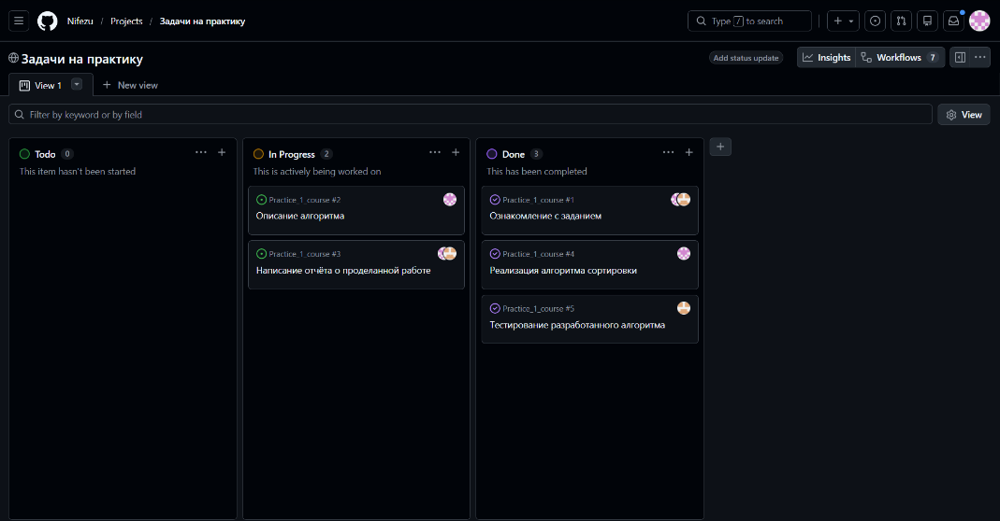 Nifezu / Projects / Задачи на практику
Type / to search
Задачи на практику
Add status update
Insights
Workflows 7
View 1
New view
Filter by keyword or by field
View
Todo 0
This item hasn't been started
In Progress 2
This is actively being worked on
Practice_1_course #2
Описание алгоритма
Practice_1_course #3
Написание отчёта о проделанной работе
Done 3
This has been completed
Practice_1_course #1
Ознакомление с заданием
Practice_1_course #4
Реализация алгоритма сортировки
Practice_1_course #5
Тестирование разработанного алгоритма